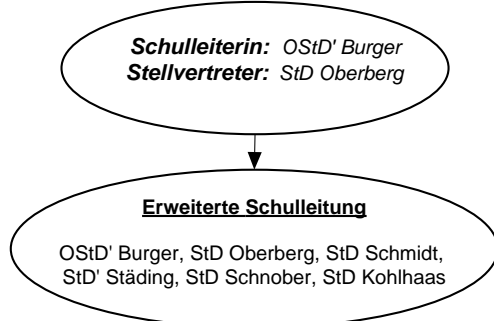 Schulleiterin: OStD' Burger
Stellvertreter: StD Oberberg
Erweiterte Schulleitung
OStD' Burger, StD Oberberg, StD Schmidt,
StD' Städing, StD Schnober, StD Kohlhaas